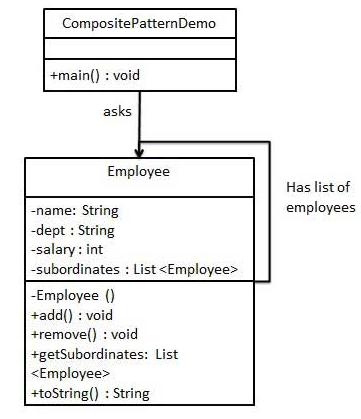 CompositePatternDemo
+main() : void
asks
Employee
Has list of
employees
-name: String
-dept : String
-salary : int
-subordinates : List <Employee>
-Employee ()
+add() : void
+remove() : void
+getSubordinates: List
<Employee>
+toString() : String